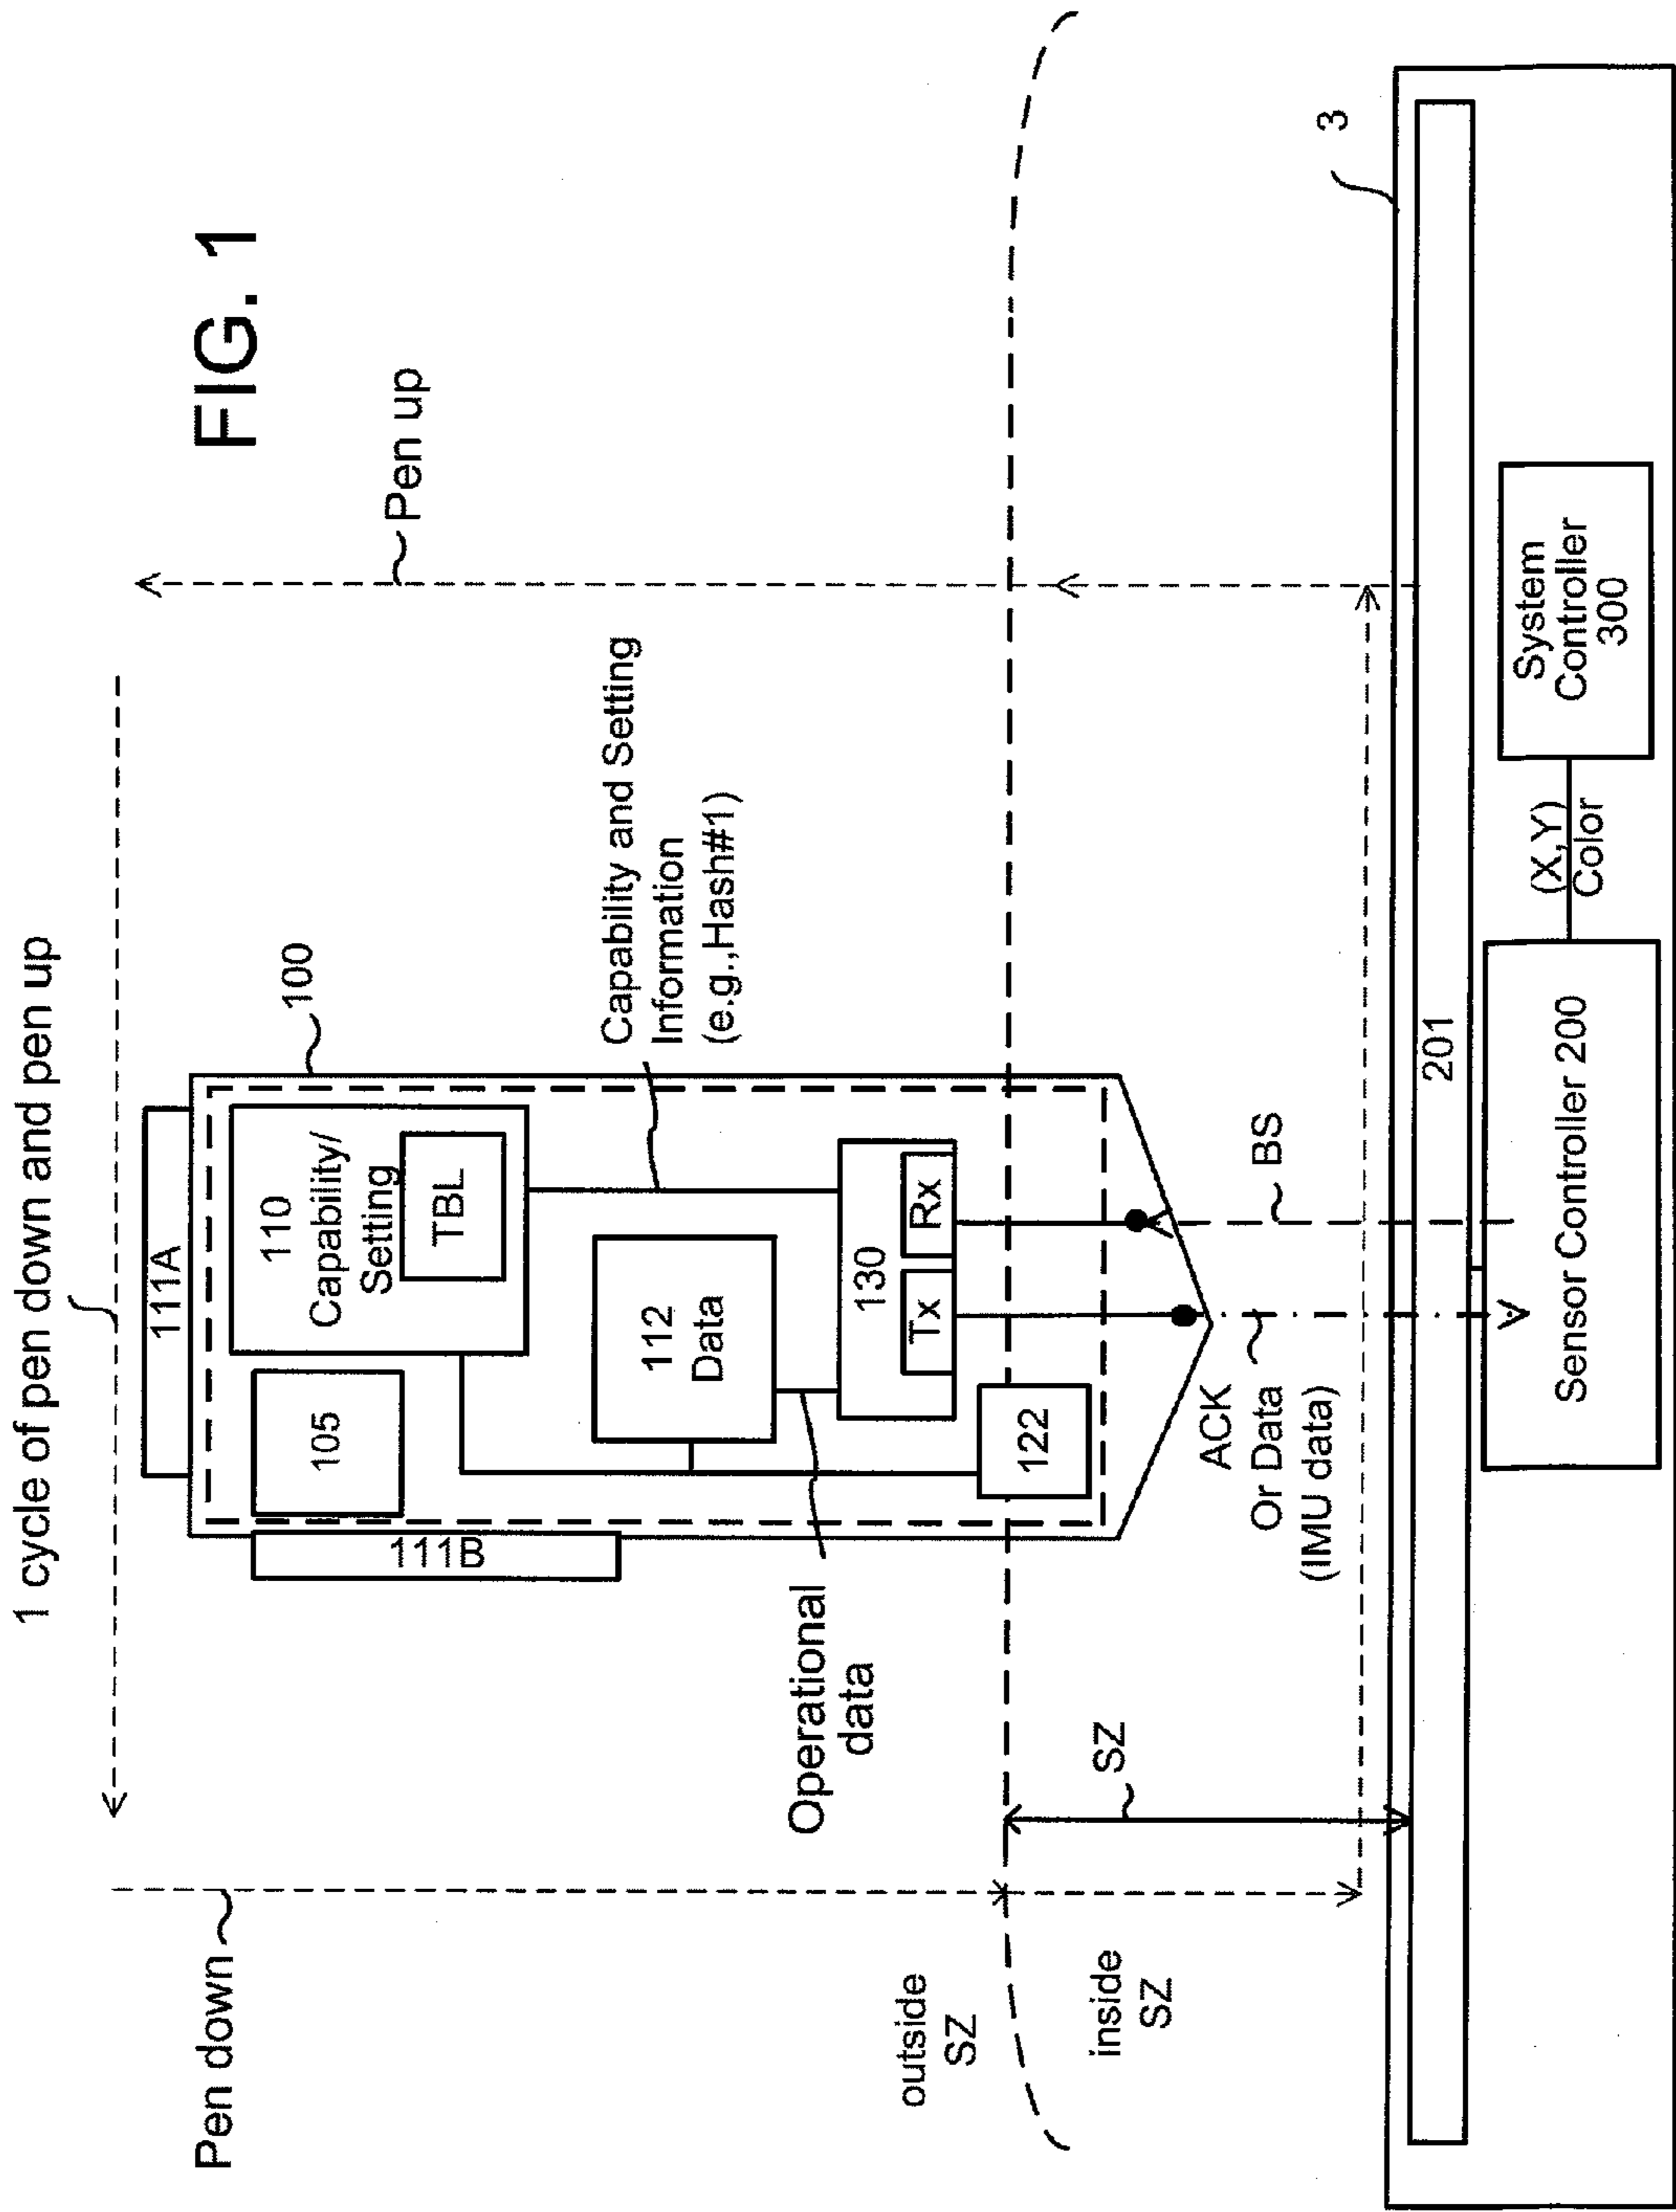 1 cycle of pen down and pen up
FIG. 1
Pen down
Pen up
111A
111B
100
105
110
Capability/
Setting
TBL
Capability and Setting
Information
(e.g.,Hash#1)
112
Data
Operational
data
130
Tx
Rx
122
outside
SZ
inside
SZ
SZ
ACK
Or Data
(IMU data)
BS
3
201
Sensor Controller 200
(X,Y)
Color
System
Controller
300